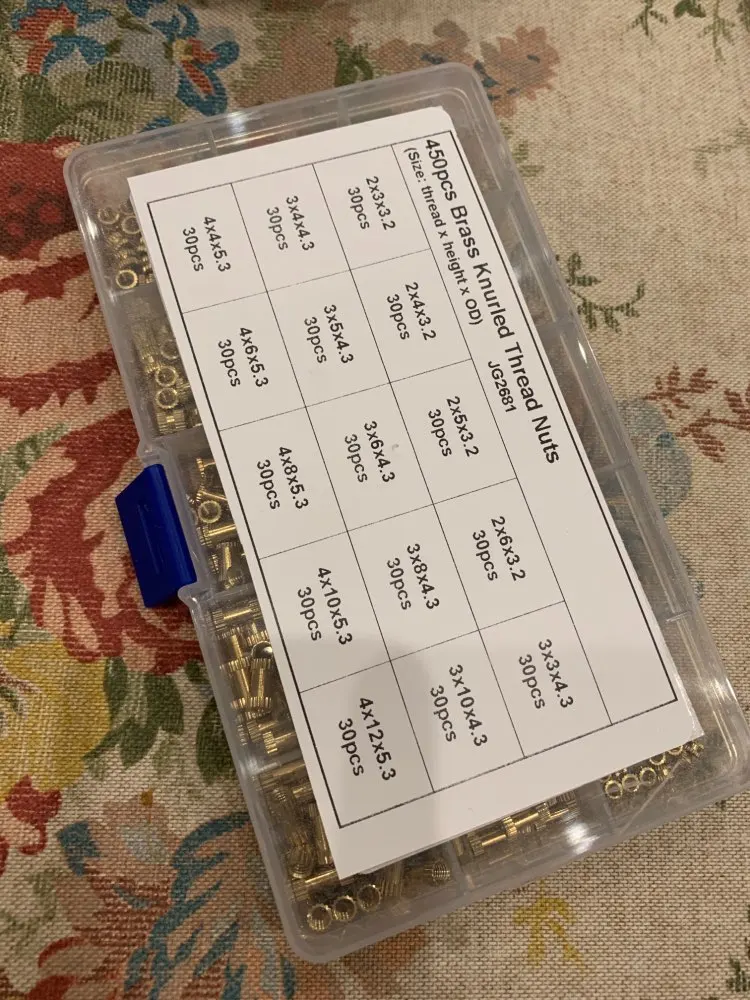 450pcs Brass Knurled Thread Nuts
(Size: thread x height x OD)
JG2681
2x3x3.2
30pcs
2x4x3.2
30pcs
2x5x3.2
30pcs
2x6x3.2
30pcs
3x3x4.3
30pcs
3x4x4.3
30pcs
3x5x4.3
30pcs
3x6x4.3
30pcs
3x8x4.3
30pcs
3x10x4.3
30pcs
4x4x5.3
30pcs
4x6x5.3
30pcs
4x8x5.3
30pcs
4x10x5.3
30pcs
4x12x5.3
30pcs